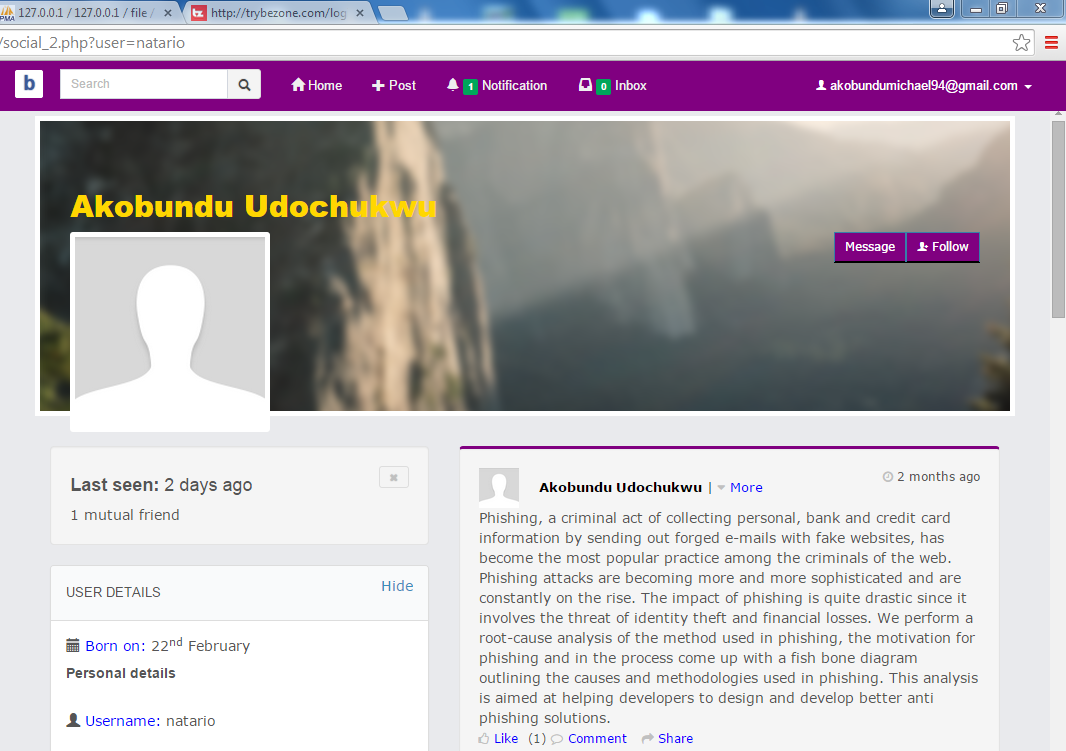 127.0.0.1 / 127.0.0.1 / file /
http://trybezone.com/log
PMA
/social_2.php?user=natario
b
Search
Home
Post
1 Notification
0 Inbox
akobundumichael94@gmail.com
Akobundu Udochukwu
Message
Follow
Last seen: 2 days ago
1 mutual friend
USER DETAILS
Hide
Born on: 22nd February
Personal details
Username: natario
Akobundu Udochukwu | More
2 months ago
Phishing, a criminal act of collecting personal, bank and credit card
information by sending out forged e-mails with fake websites, has
become the most popular practice among the criminals of the web.
Phishing attacks are becoming more and more sophisticated and are
constantly on the rise. The impact of phishing is quite drastic since it
involves the threat of identity theft and financial losses. We perform a
root-cause analysis of the method used in phishing, the motivation for
phishing and in the process come up with a fish bone diagram
outlining the causes and methodologies used in phishing. This analysis
is aimed at helping developers to design and develop better anti
phishing solutions.
Like (1) Comment Share